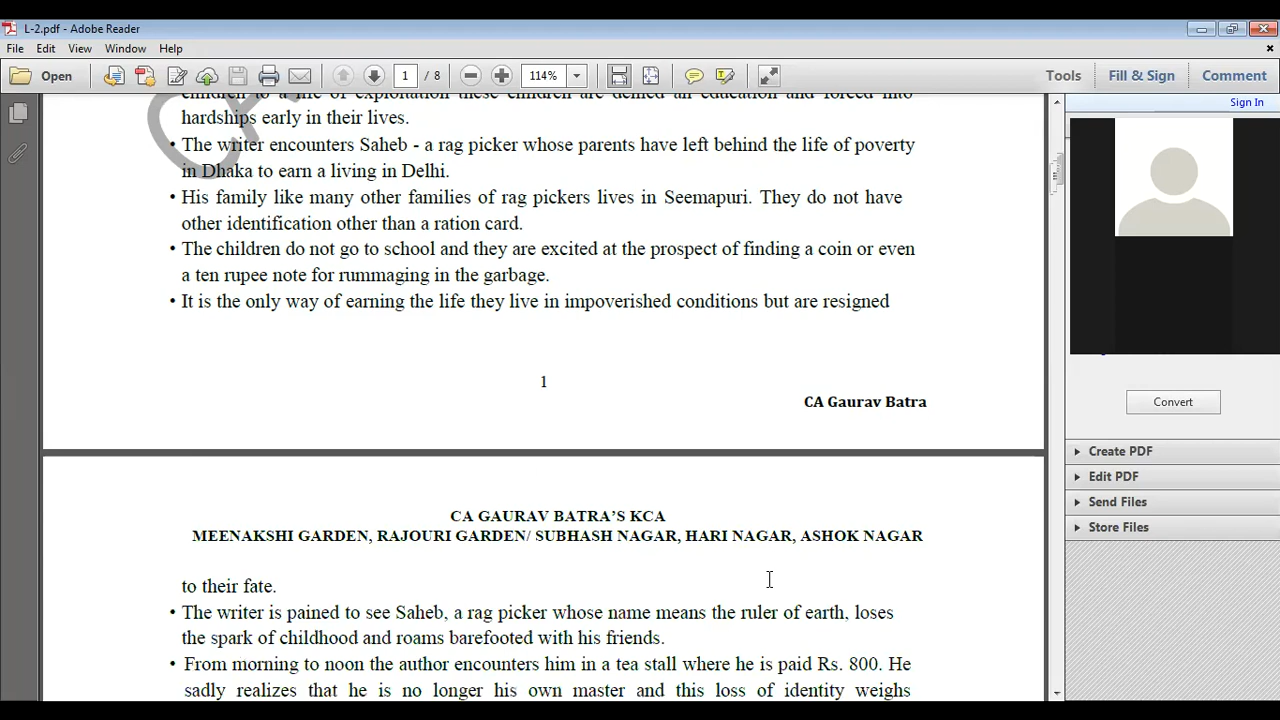 L-2.pdf - Adobe Reader
File Edit View Window Help
Open 1 / 8 114% Tools Fill & Sign Comment
Sign In
children to a life of exploitation these children are denied an education and forced into
hardships early in their lives.
• The writer encounters Saheb - a rag picker whose parents have left behind the life of poverty
in Dhaka to earn a living in Delhi.
• His family like many other families of rag pickers lives in Seemapuri. They do not have
other identification other than a ration card.
• The children do not go to school and they are excited at the prospect of finding a coin or even
a ten rupee note for rummaging in the garbage.
• It is the only way of earning the life they live in impoverished conditions but are resigned
1
CA Gaurav Batra
CA GAURAV BATRA'S KCA
MEENAKSHI GARDEN, RAJOURI GARDEN/ SUBHASH NAGAR, HARI NAGAR, ASHOK NAGAR
to their fate.
• The writer is pained to see Saheb, a rag picker whose name means the ruler of earth, loses
the spark of childhood and roams barefooted with his friends.
• From morning to noon the author encounters him in a tea stall where he is paid Rs. 800. He
sadly realizes that he is no longer his own master and this loss of identity weighs
Convert
Create PDF
Edit PDF
Send Files
Store Files